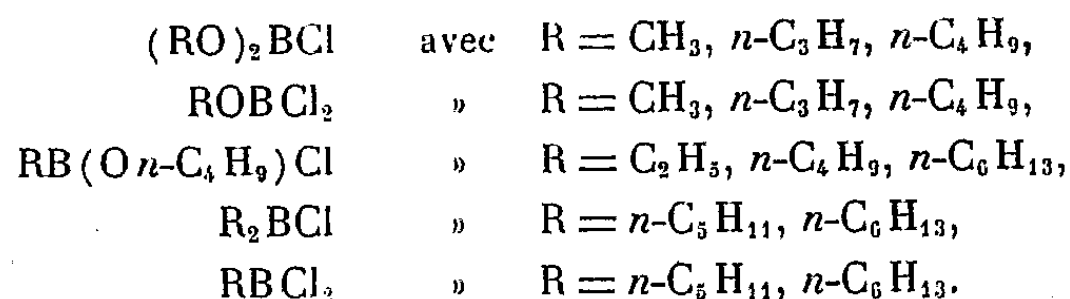 (RO)₂BCl avec R = CH₃, n-C₃H₇, n-C₄H₉,
ROBCl₂ » R = CH₃, n-C₃H₇, n-C₄H₉,
RB(O n-C₄H₉)Cl » R = C₂H₅, n-C₄H₉, n-C₆H₁₃,
R₂BCl » R = n-C₅H₁₁, n-C₆H₁₃,
RBCl₂ » R = n-C₅H₁₁, n-C₆H₁₃.